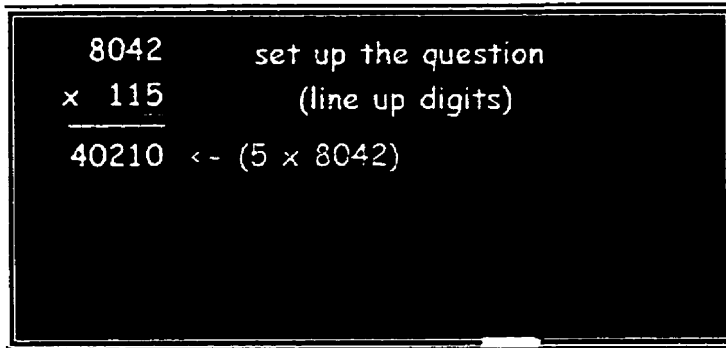 8042 set up the question
x 115 (line up digits)
40210 <- (5 x 8042)